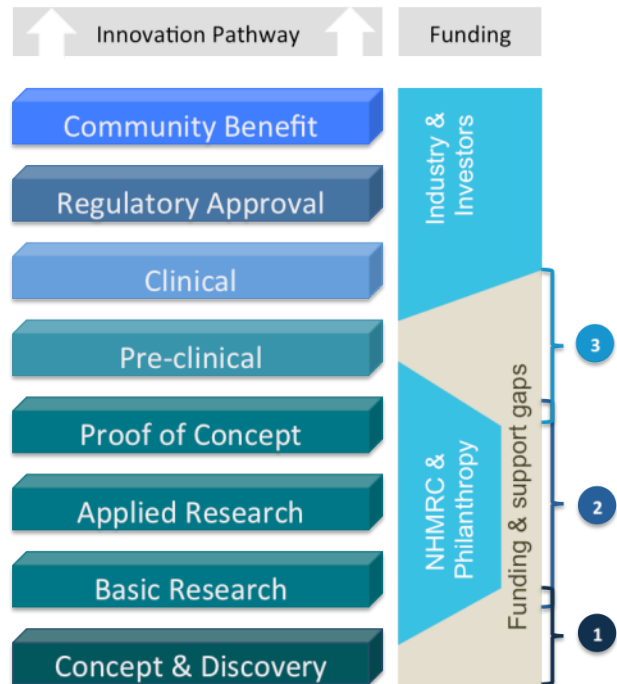 Innovation Pathway
Funding
Community Benefit
Regulatory Approval
Clinical
Pre-clinical
Proof of Concept
Applied Research
Basic Research
Concept & Discovery
Industry &
Investors
NHMRC &
Philanthropy
Funding & support gaps
3
2
1